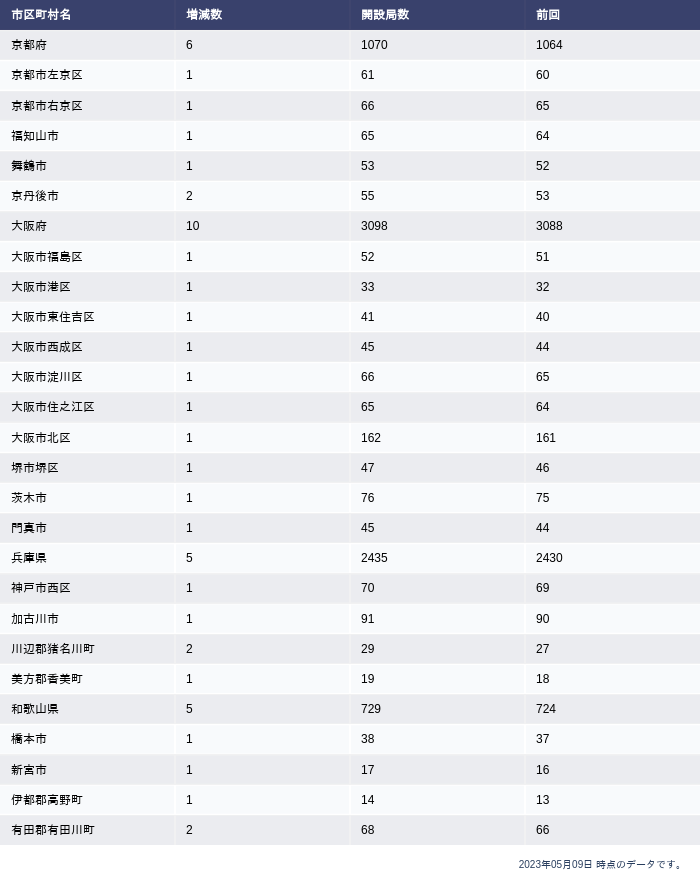 市区町村名 増減数 開設局数 前回
京都府 6 1070 1064
京都市左京区 1 61 60
京都市右京区 1 66 65
福知山市 1 65 64
舞鶴市 1 53 52
京丹後市 2 55 53
大阪府 10 3098 3088
大阪市福島区 1 52 51
大阪市港区 1 33 32
大阪市東住吉区 1 41 40
大阪市西成区 1 45 44
大阪市淀川区 1 66 65
大阪市住之江区 1 65 64
大阪市北区 1 162 161
堺市堺区 1 47 46
茨木市 1 76 75
門真市 1 45 44
兵庫県 5 2435 2430
神戸市西区 1 70 69
加古川市 1 91 90
川辺郡猪名川町 2 29 27
美方郡香美町 1 19 18
和歌山県 5 729 724
橋本市 1 38 37
新宮市 1 17 16
伊都郡高野町 1 14 13
有田郡有田川町 2 68 66
2023年05月09日 時点のデータです。